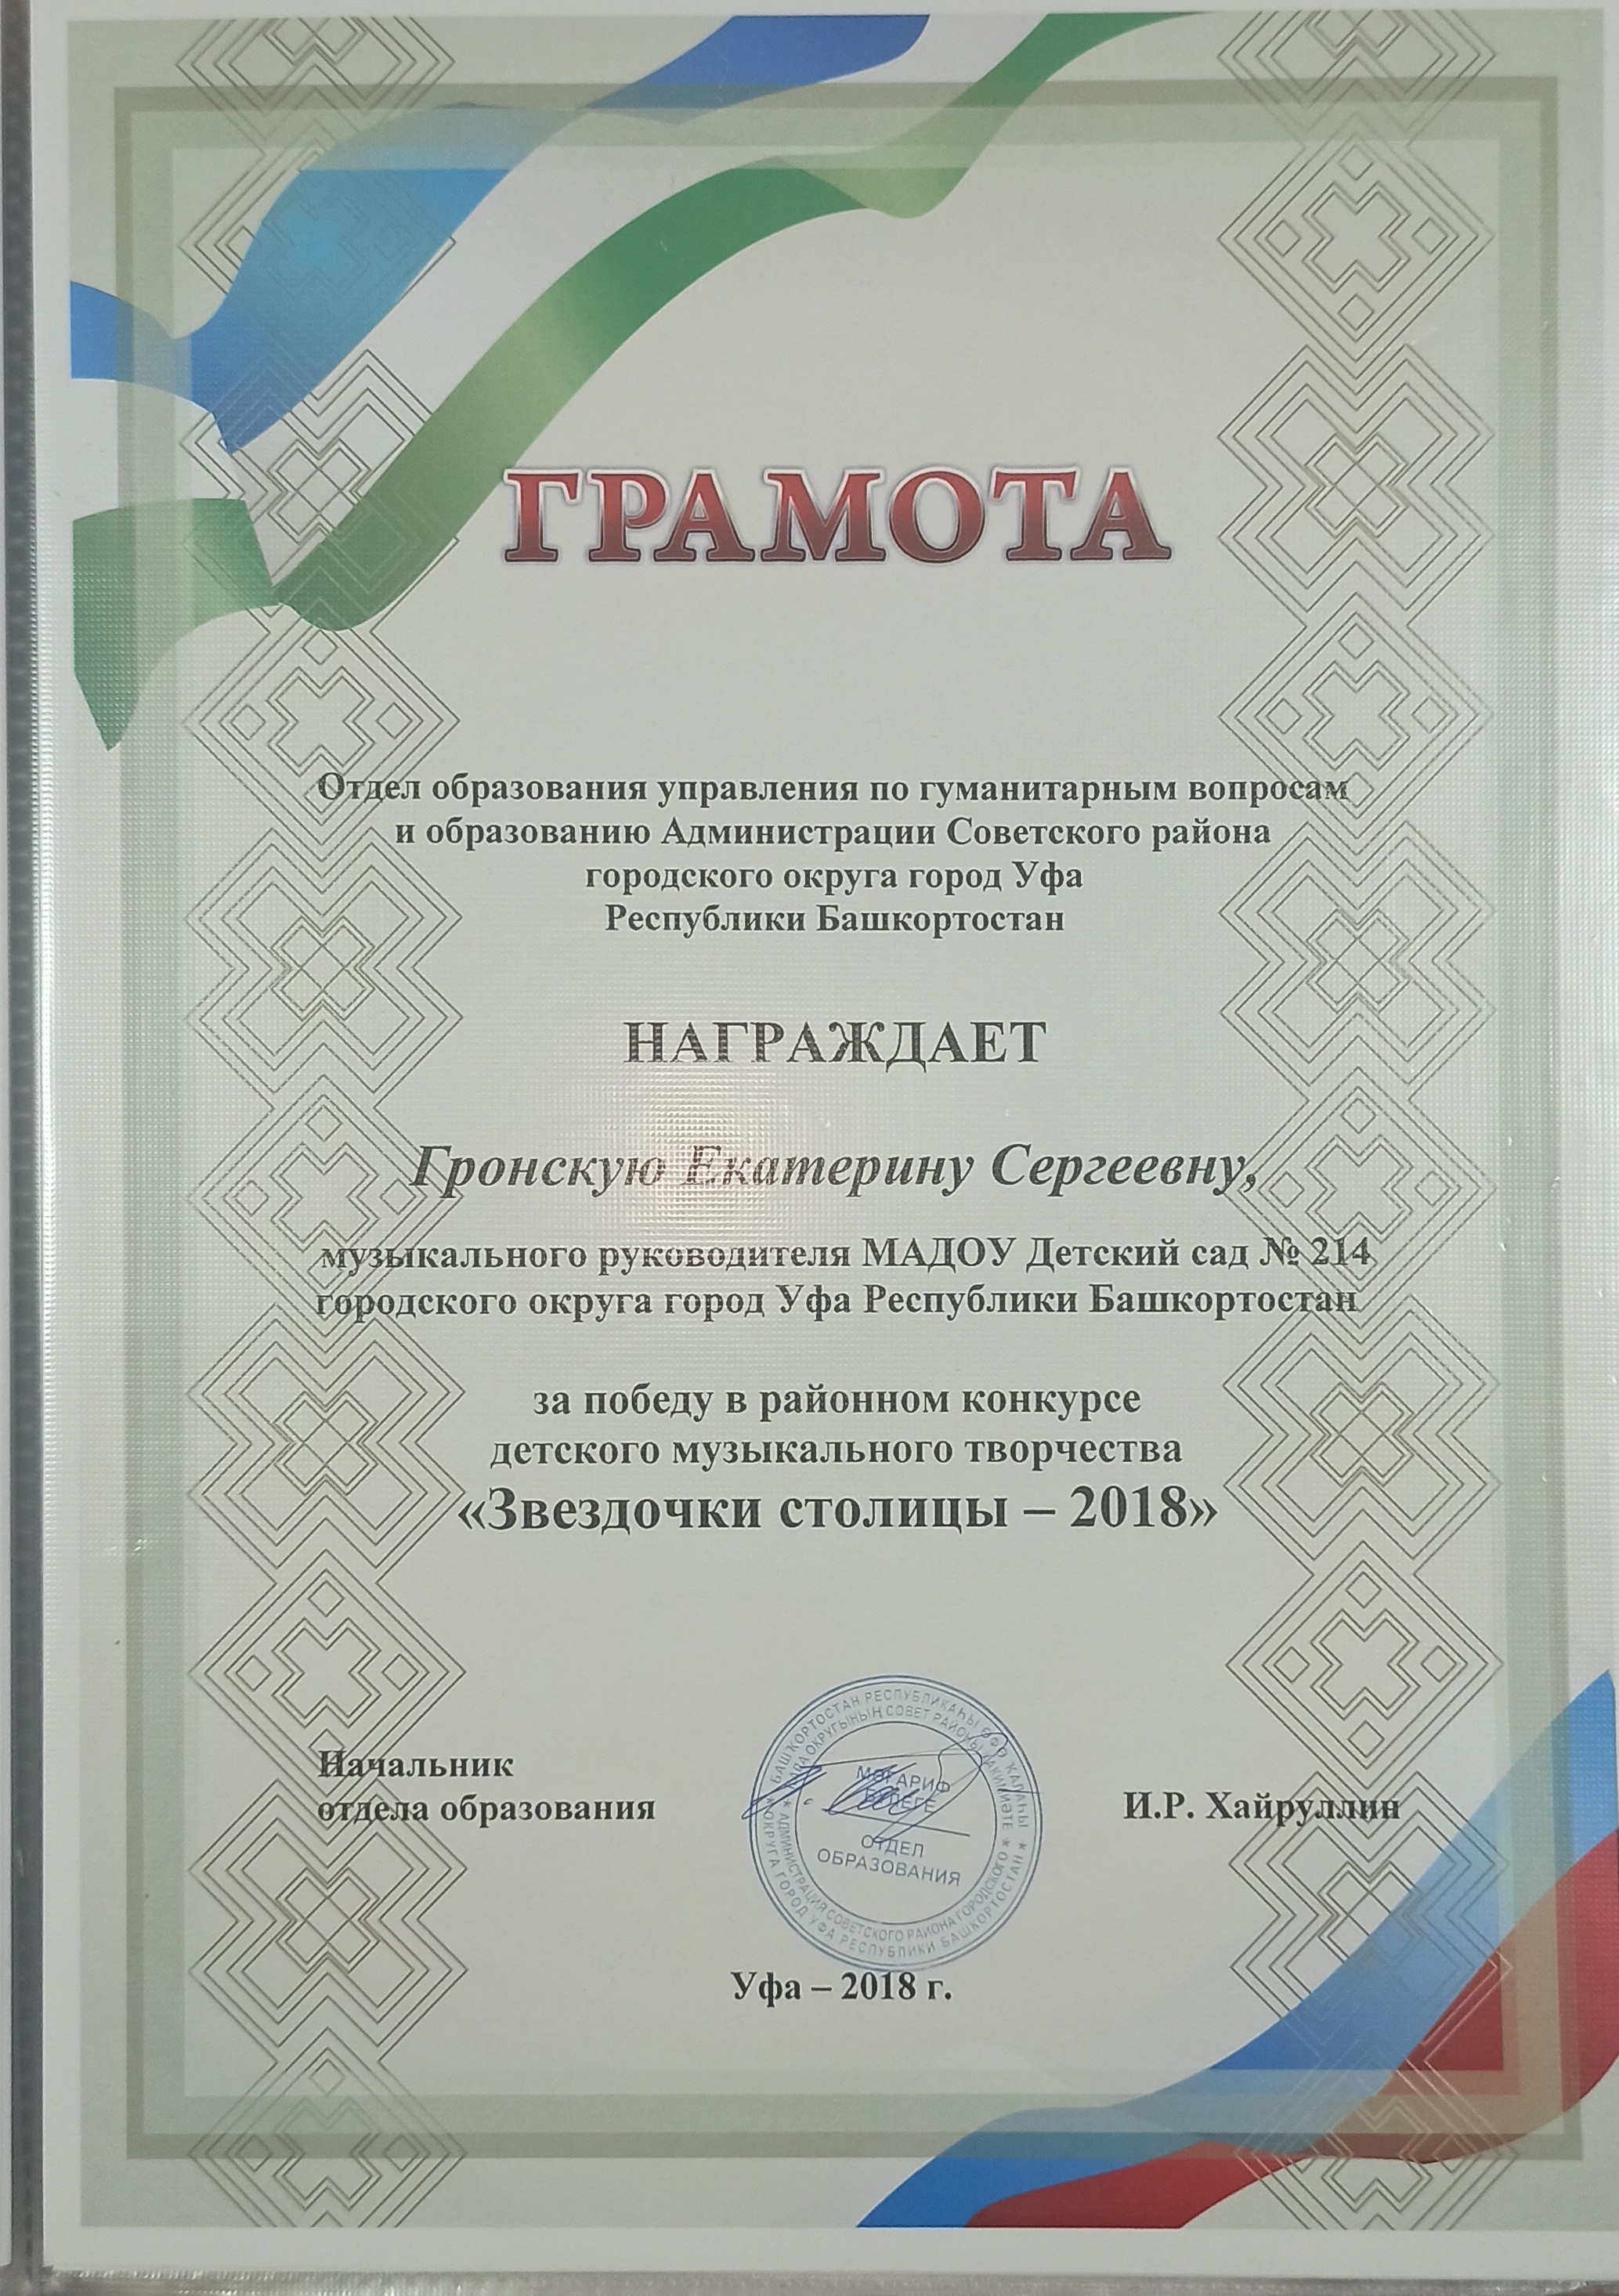 ГРАМОТА
Отдел образования управления по гуманитарным вопросам
и образованию Администрации Советского района
городского округа город Уфа
Республики Башкортостан
НАГРАЖДАЕТ
Гронскую Екатерину Сергеевну,
музыкального руководителя МАДОУ Детский сад № 214
городского округа город Уфа Республики Башкортостан
за победу в районном конкурсе
детского музыкального творчества
«Звездочки столицы – 2018»
Начальник
отдела образования
БАШҠОРТОСТАН РЕСПУБЛИКАҺЫ ӨФӨ ҠАЛАҺЫ
ҠАЛА ОКРУГЫНЫҢ СОВЕТ РАЙОНЫ ХАКИМИӘТЕ
МӘҒАРИФ
БҮЛЕГЕ
ОТДЕЛ
ОБРАЗОВАНИЯ
АДМИНИСТРАЦИЯ СОВЕТСКОГО РАЙОНА ГОРОДСКОГО
ОКРУГА ГОРОД УФА РЕСПУБЛИКИ БАШКОРТОСТАН
И.Р. Хайруллин
Уфа – 2018 г.